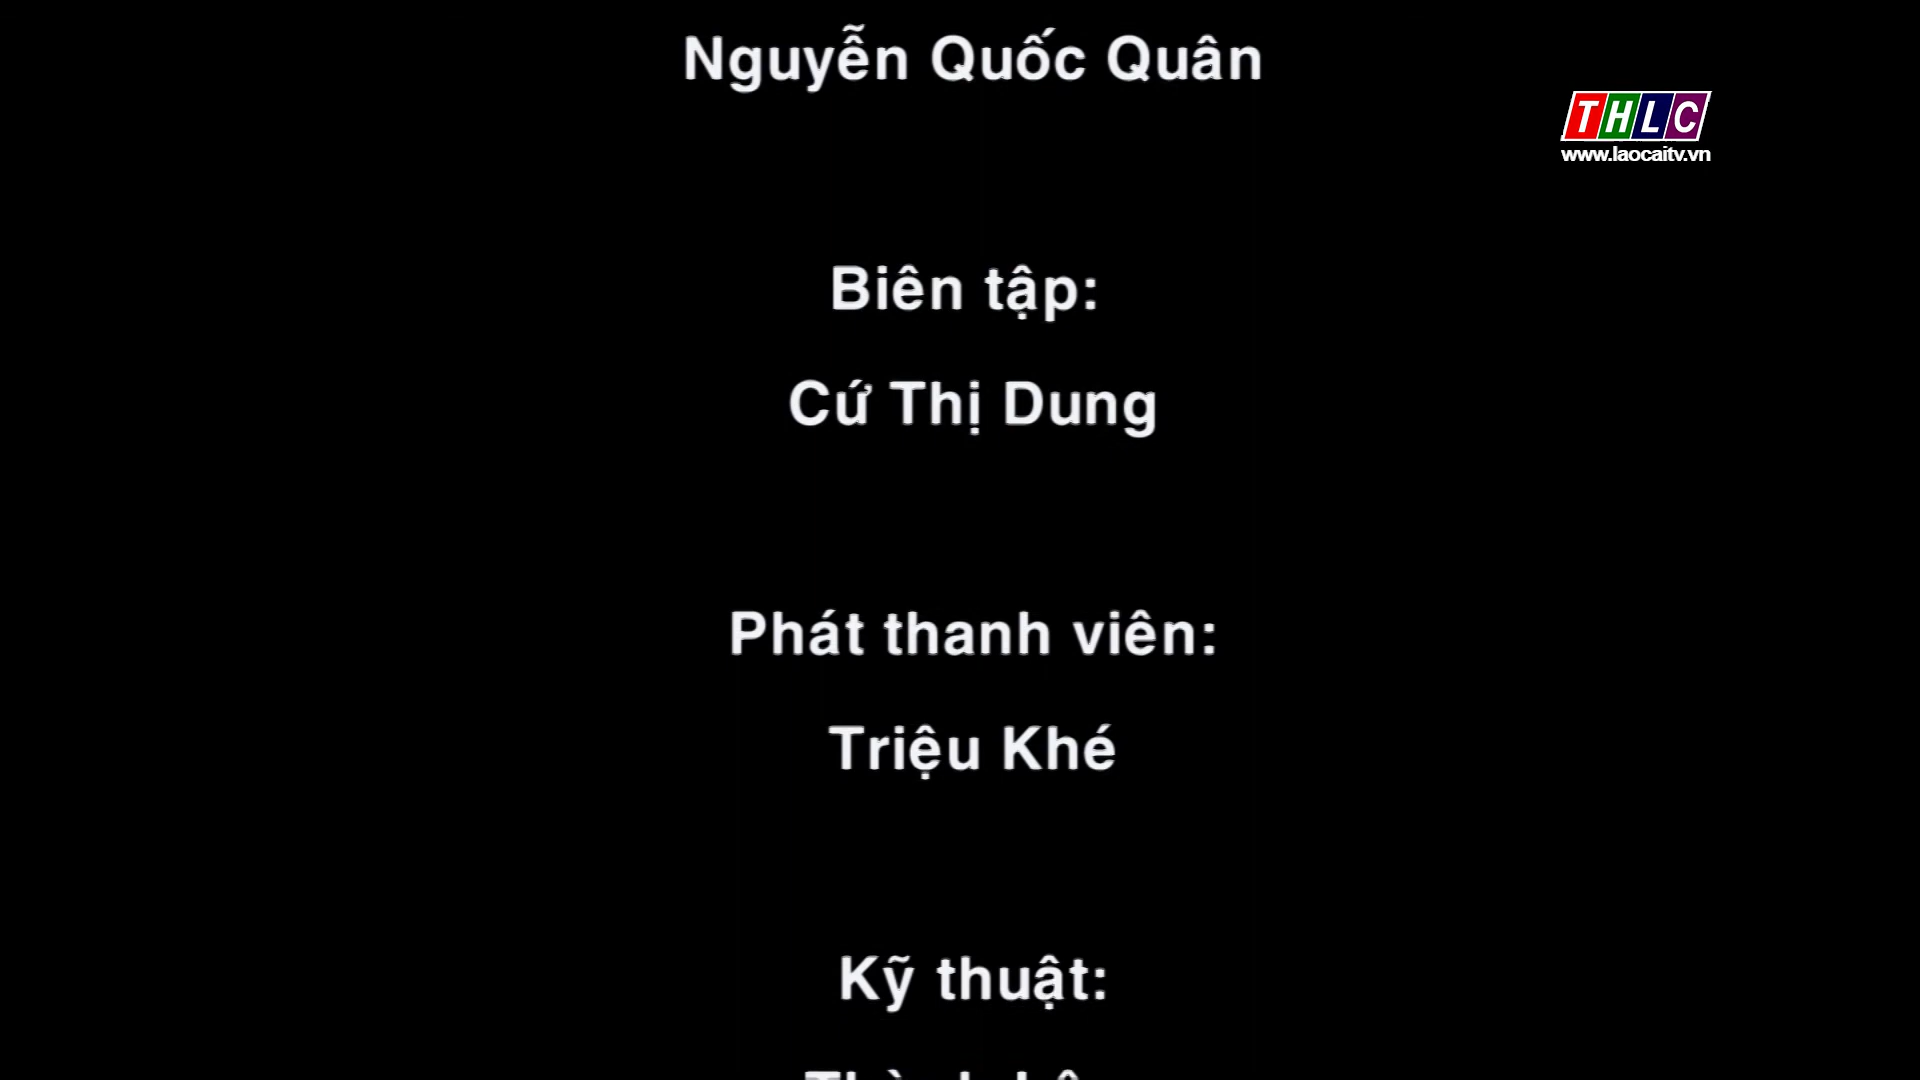 Nguyễn Quốc Quân
THLC
www.laocaitv.vn
Biên tập:
Cứ Thị Dung
Phát thanh viên:
Triệu Khé
Kỹ thuật: